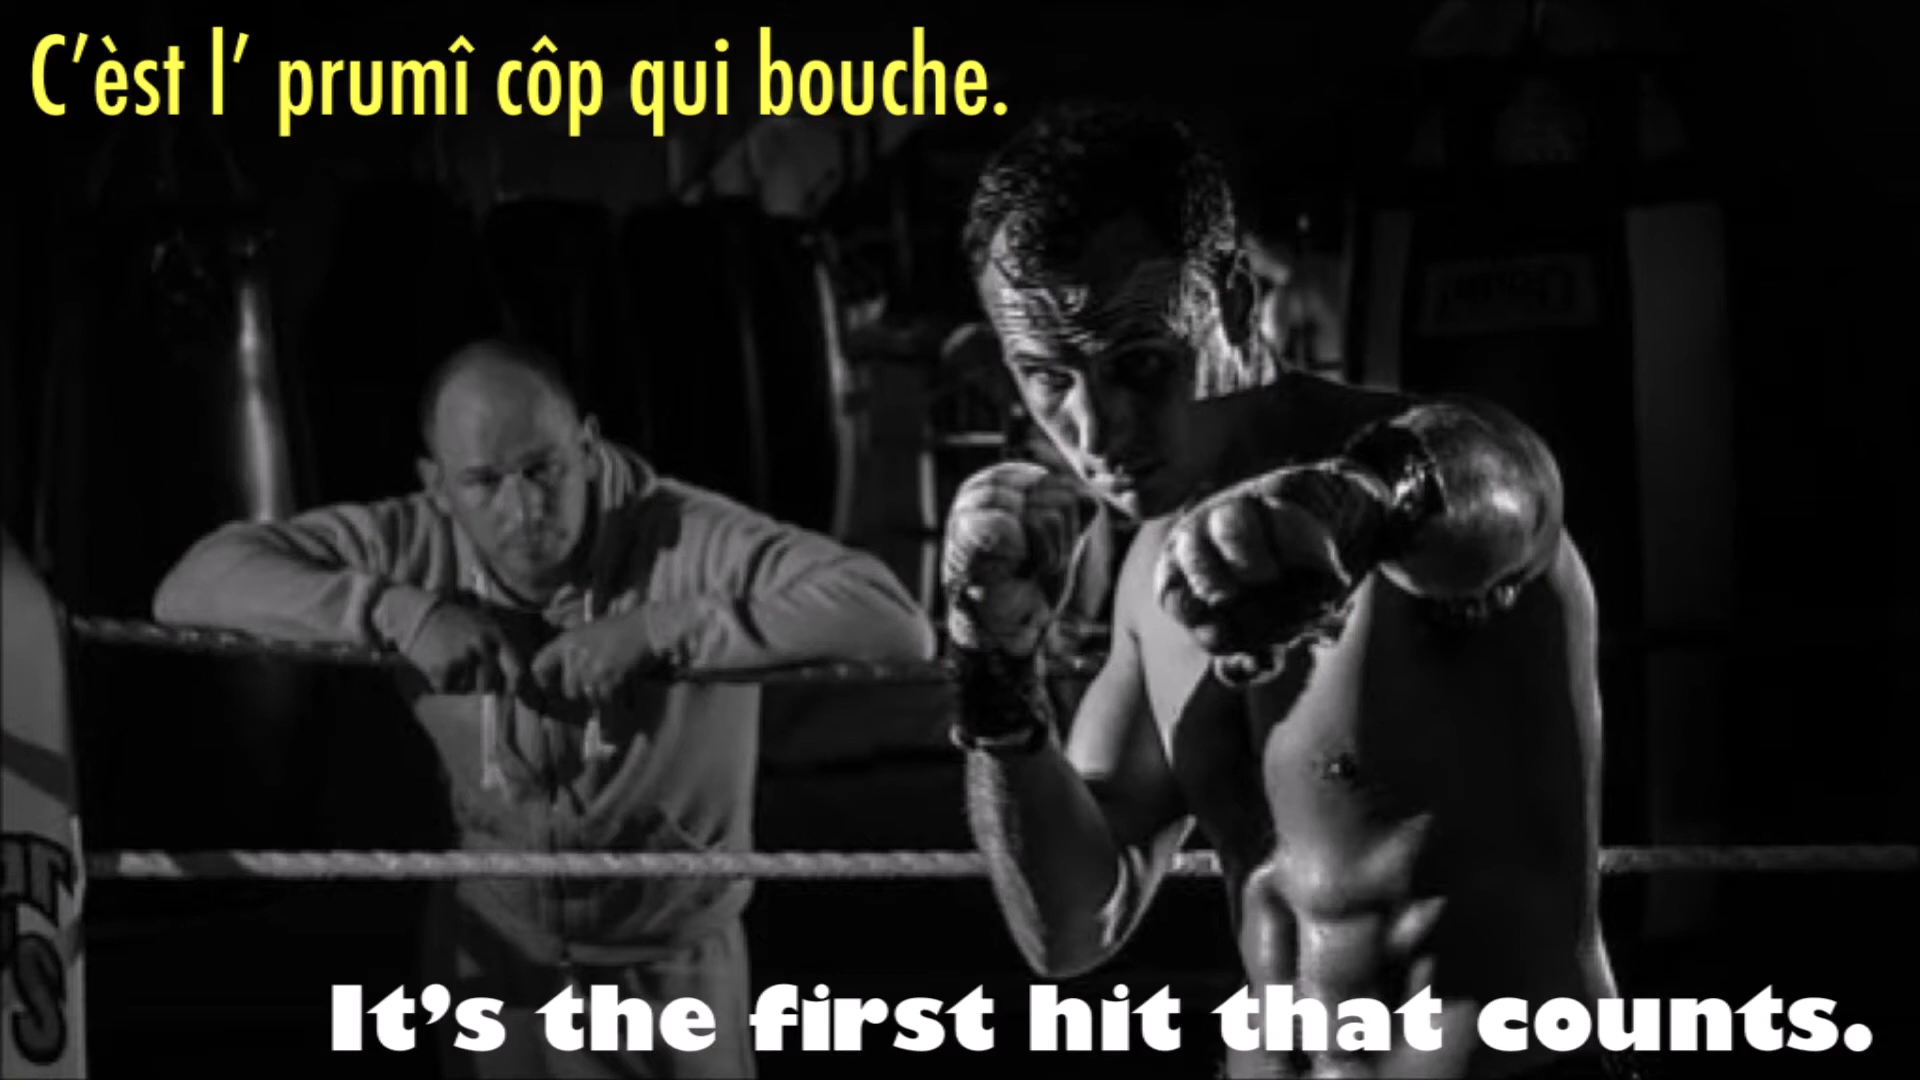 C’èst l’ prumî côp qui bouche.
It’s the first hit that counts.